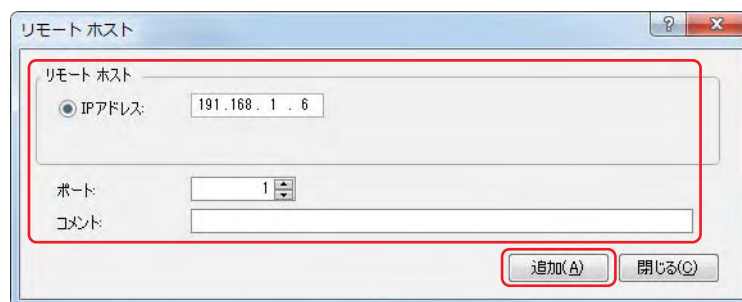 リモート ホスト
リモート ホスト
IPアドレス: 191.168. 1 . 6
ポート: 1
コメント:
追加(A) 閉じる(C)